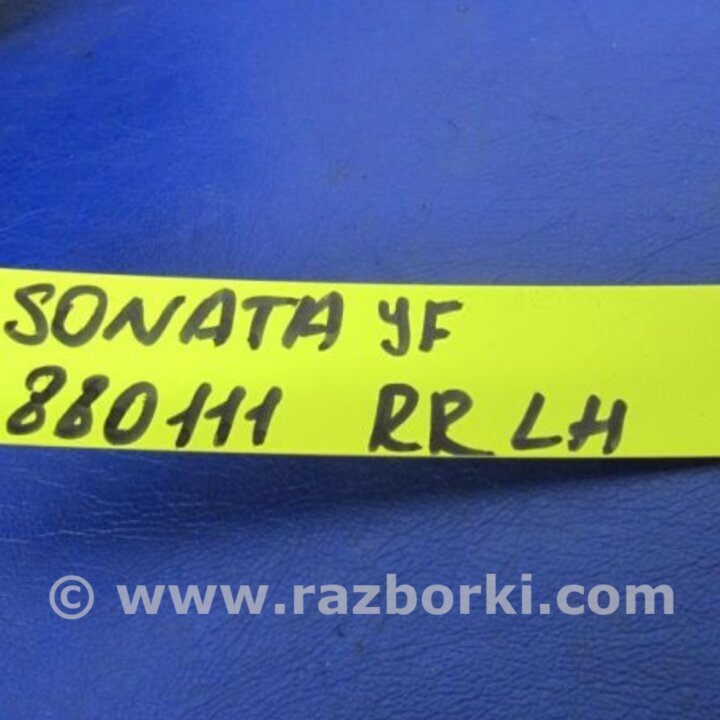 SONATA YF
880111 RR LH
© www.razborki.com